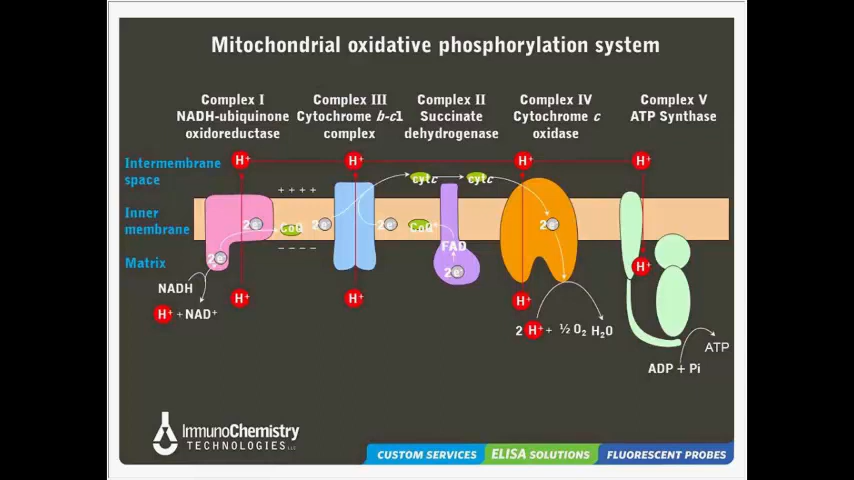 Mitochondrial oxidative phosphorylation system
Complex I
NADH-ubiquinone
oxidoreductase
Complex III
Cytochrome b-c1
complex
Complex II
Succinate
dehydrogenase
Complex IV
Cytochrome c
oxidase
Complex V
ATP Synthase
Intermembrane
space
H⁺
H⁺
H⁺
H⁺
cytc
cytc
+ + + +
Inner
membrane
2e⁻
CoQ
2e⁻
2e⁻
CoQ
2e⁻
− − − −
FAD
Matrix
2e⁻
2e⁻
H⁺
NADH
H⁺
H⁺
H⁺
H⁺ + NAD⁺
2 H⁺ + ½ O₂ H₂O
ATP
ADP + Pi
ImmunoChemistry
TECHNOLOGIES LLC
CUSTOM SERVICES
ELISA SOLUTIONS
FLUORESCENT PROBES